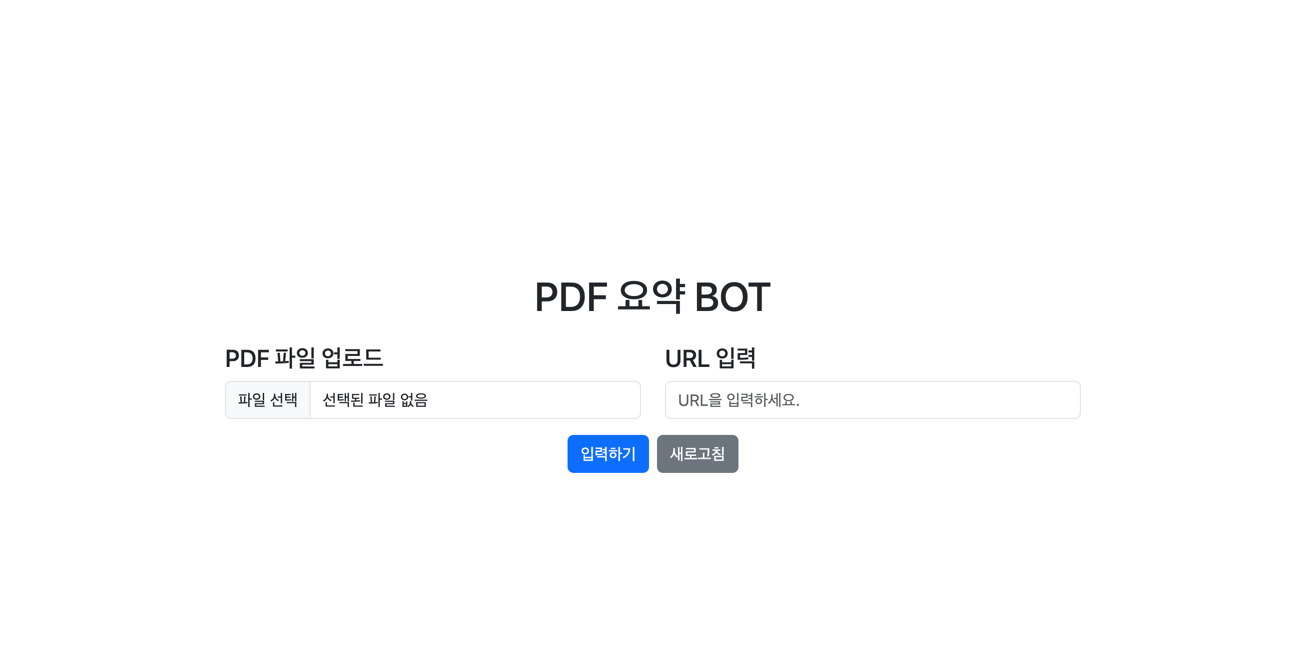 PDF 요약 BOT
PDF 파일 업로드
파일 선택 선택된 파일 없음
URL 입력
URL을 입력하세요.
입력하기 새로고침